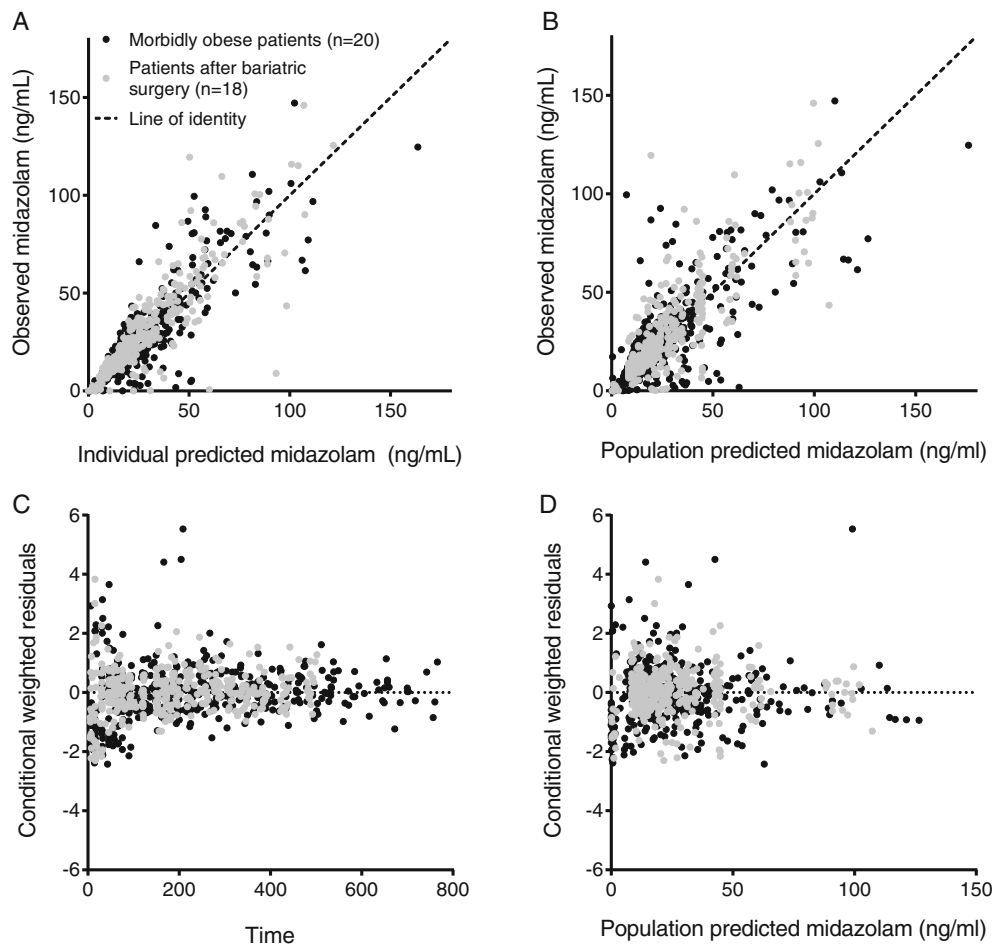 A
Morbidly obese patients (n=20)
Patients after bariatric
surgery (n=18)
Line of identity
Observed midazolam (ng/mL)
150
100
50
0
0 50 100 150
Individual predicted midazolam (ng/mL)
B
Observed midazolam (ng/mL)
150
100
50
0
0 50 100 150
Population predicted midazolam (ng/ml)
C
Conditional weighted residuals
6
4
2
0
-2
-4
-6
0 200 400 600 800
Time
D
Conditional weighted residuals
6
4
2
0
-2
-4
-6
0 50 100 150
Population predicted midazolam (ng/ml)